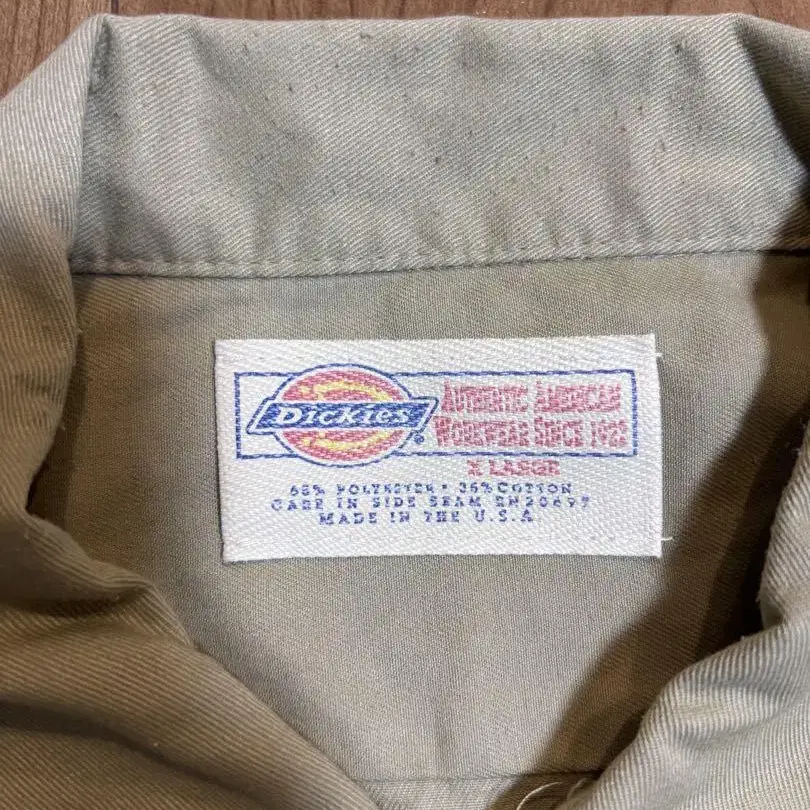 Dickies®
AUTHENTIC AMERICAN
WORKWEAR SINCE 1922
X LARGE
65% POLYESTER • 35% COTTON
CARE IN SIDE SEAM RN20697
MADE IN THE U.S.A